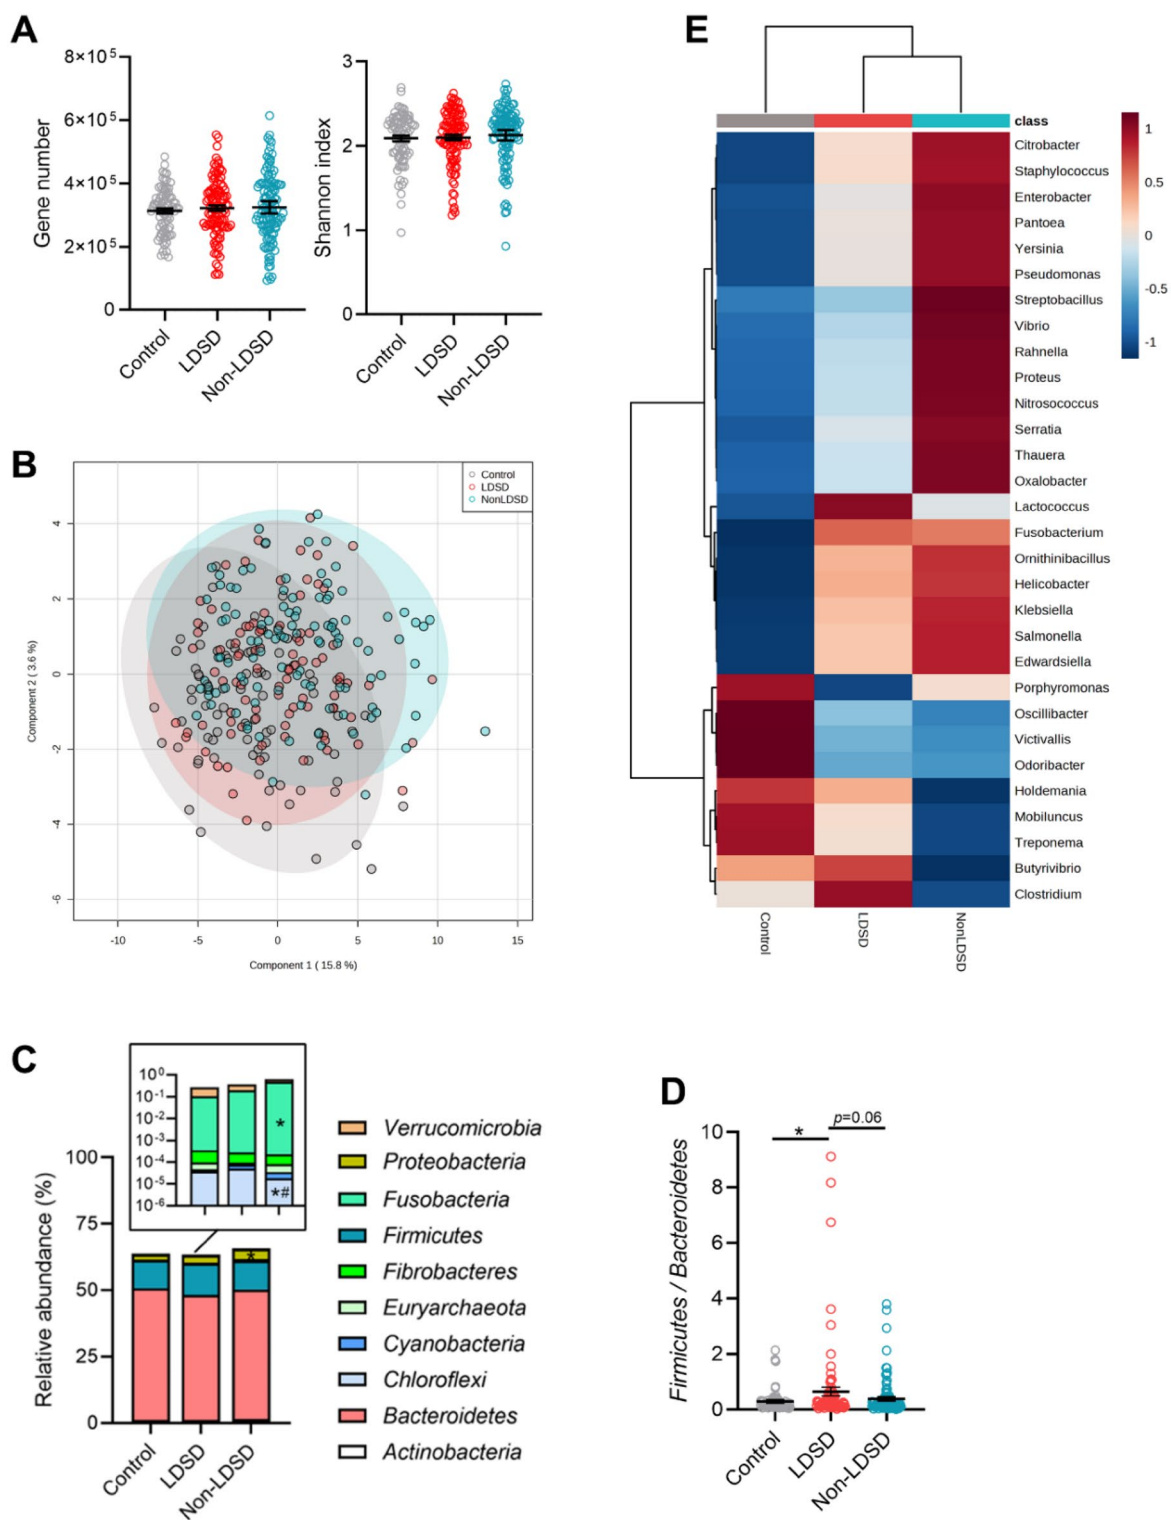 A
8×10⁵
6×10⁵
4×10⁵
2×10⁵
0
Gene number
Control
LDSD
Non-LDSD
3
2
1
0
Shannon index
Control
LDSD
Non-LDSD
B
Control
LDSD
NonLDSD
4
2
0
-2
-4
-6
Component 2 ( 3.6 %)
-10
-5
0
5
10
15
Component 1 ( 15.8 %)
E
class
Citrobacter
Staphylococcus
Enterobacter
Pantoea
Yersinia
Pseudomonas
Streptobacillus
Vibrio
Rahnella
Proteus
Nitrosococcus
Serratia
Thauera
Oxalobacter
Lactococcus
Fusobacterium
Ornithinibacillus
Helicobacter
Klebsiella
Salmonella
Edwardsiella
Porphyromonas
Oscillibacter
Victivallis
Odoribacter
Holdemania
Mobiluncus
Treponema
Butyrivibrio
Clostridium
Control
LDSD
NonLDSD
1
0.5
0
-0.5
-1
C
10⁰
10⁻¹
10⁻²
10⁻³
10⁻⁴
10⁻⁵
10⁻⁶
*
*#
100
75
50
25
0
*
Relative abundance (%)
Control
LDSD
Non-LDSD
Verrucomicrobia
Proteobacteria
Fusobacteria
Firmicutes
Fibrobacteres
Euryarchaeota
Cyanobacteria
Chloroflexi
Bacteroidetes
Actinobacteria
D
*
p=0.06
10
8
6
4
2
0
Firmicutes / Bacteroidetes
Control
LDSD
Non-LDSD